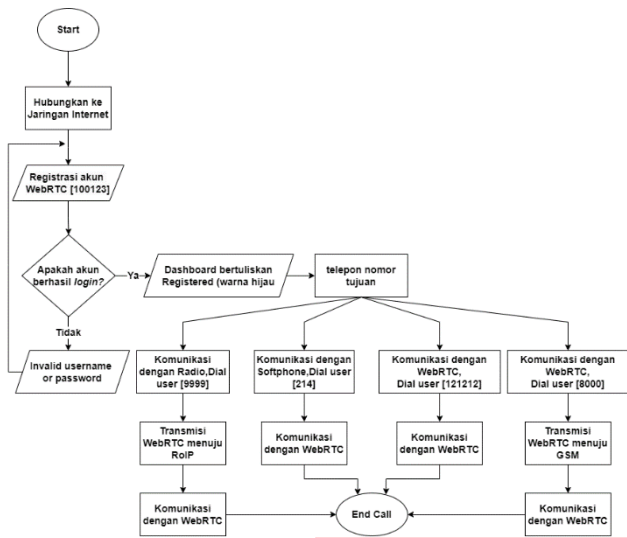 Start
Hubungkan ke
Jaringan Internet
Registrasi akun
WebRTC [100123]
Apakah akun
berhasil login?
Ya
Dashboard bertuliskan
Registered (warna hijau
telepon nomor
tujuan
Tidak
Invalid username
or password
Komunikasi
dengan Radio,Dial
user [9999]
Komunikasi dengan
Softphone,Dial user
[214]
Komunikasi dengan
WebRTC,
Dial user [121212]
Komunikasi dengan
WebRTC,
Dial user [8000]
Transmisi
WebRTC menuju
RoIP
Komunikasi
dengan WebRTC
Komunikasi
dengan WebRTC
Transmisi
WebRTC menuju
GSM
Komunikasi
dengan WebRTC
End Call
Komunikasi
dengan WebRTC